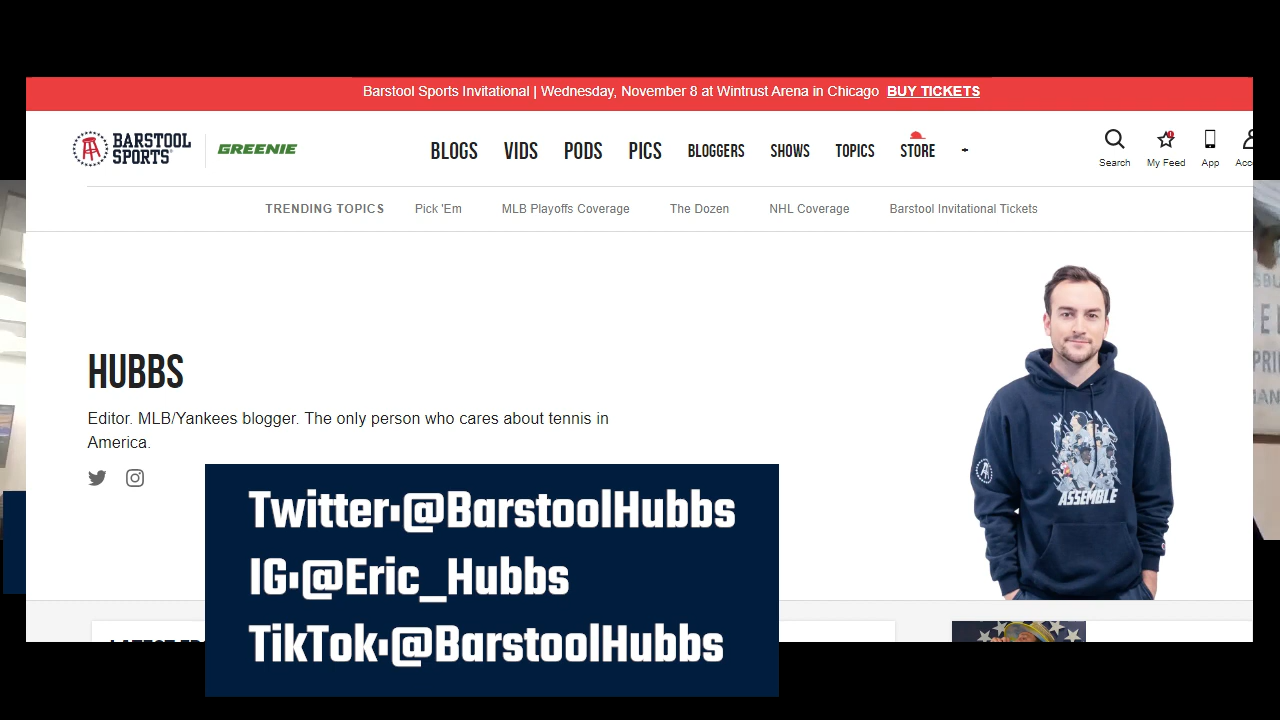 Barstool Sports Invitational | Wednesday, November 8 at Wintrust Arena in Chicago BUY TICKETS
BARSTOOL SPORTS GREENIE
BLOGS VIDS PODS PICS BLOGGERS SHOWS TOPICS STORE
Search My Feed App
TRENDING TOPICS Pick 'Em MLB Playoffs Coverage The Dozen NHL Coverage Barstool Invitational Tickets
HUBBS
Editor. MLB/Yankees blogger. The only person who cares about tennis in
America.
ASSEMBLE
Twitter:@BarstoolHubbs
IG:@Eric_Hubbs
TikTok:@BarstoolHubbs